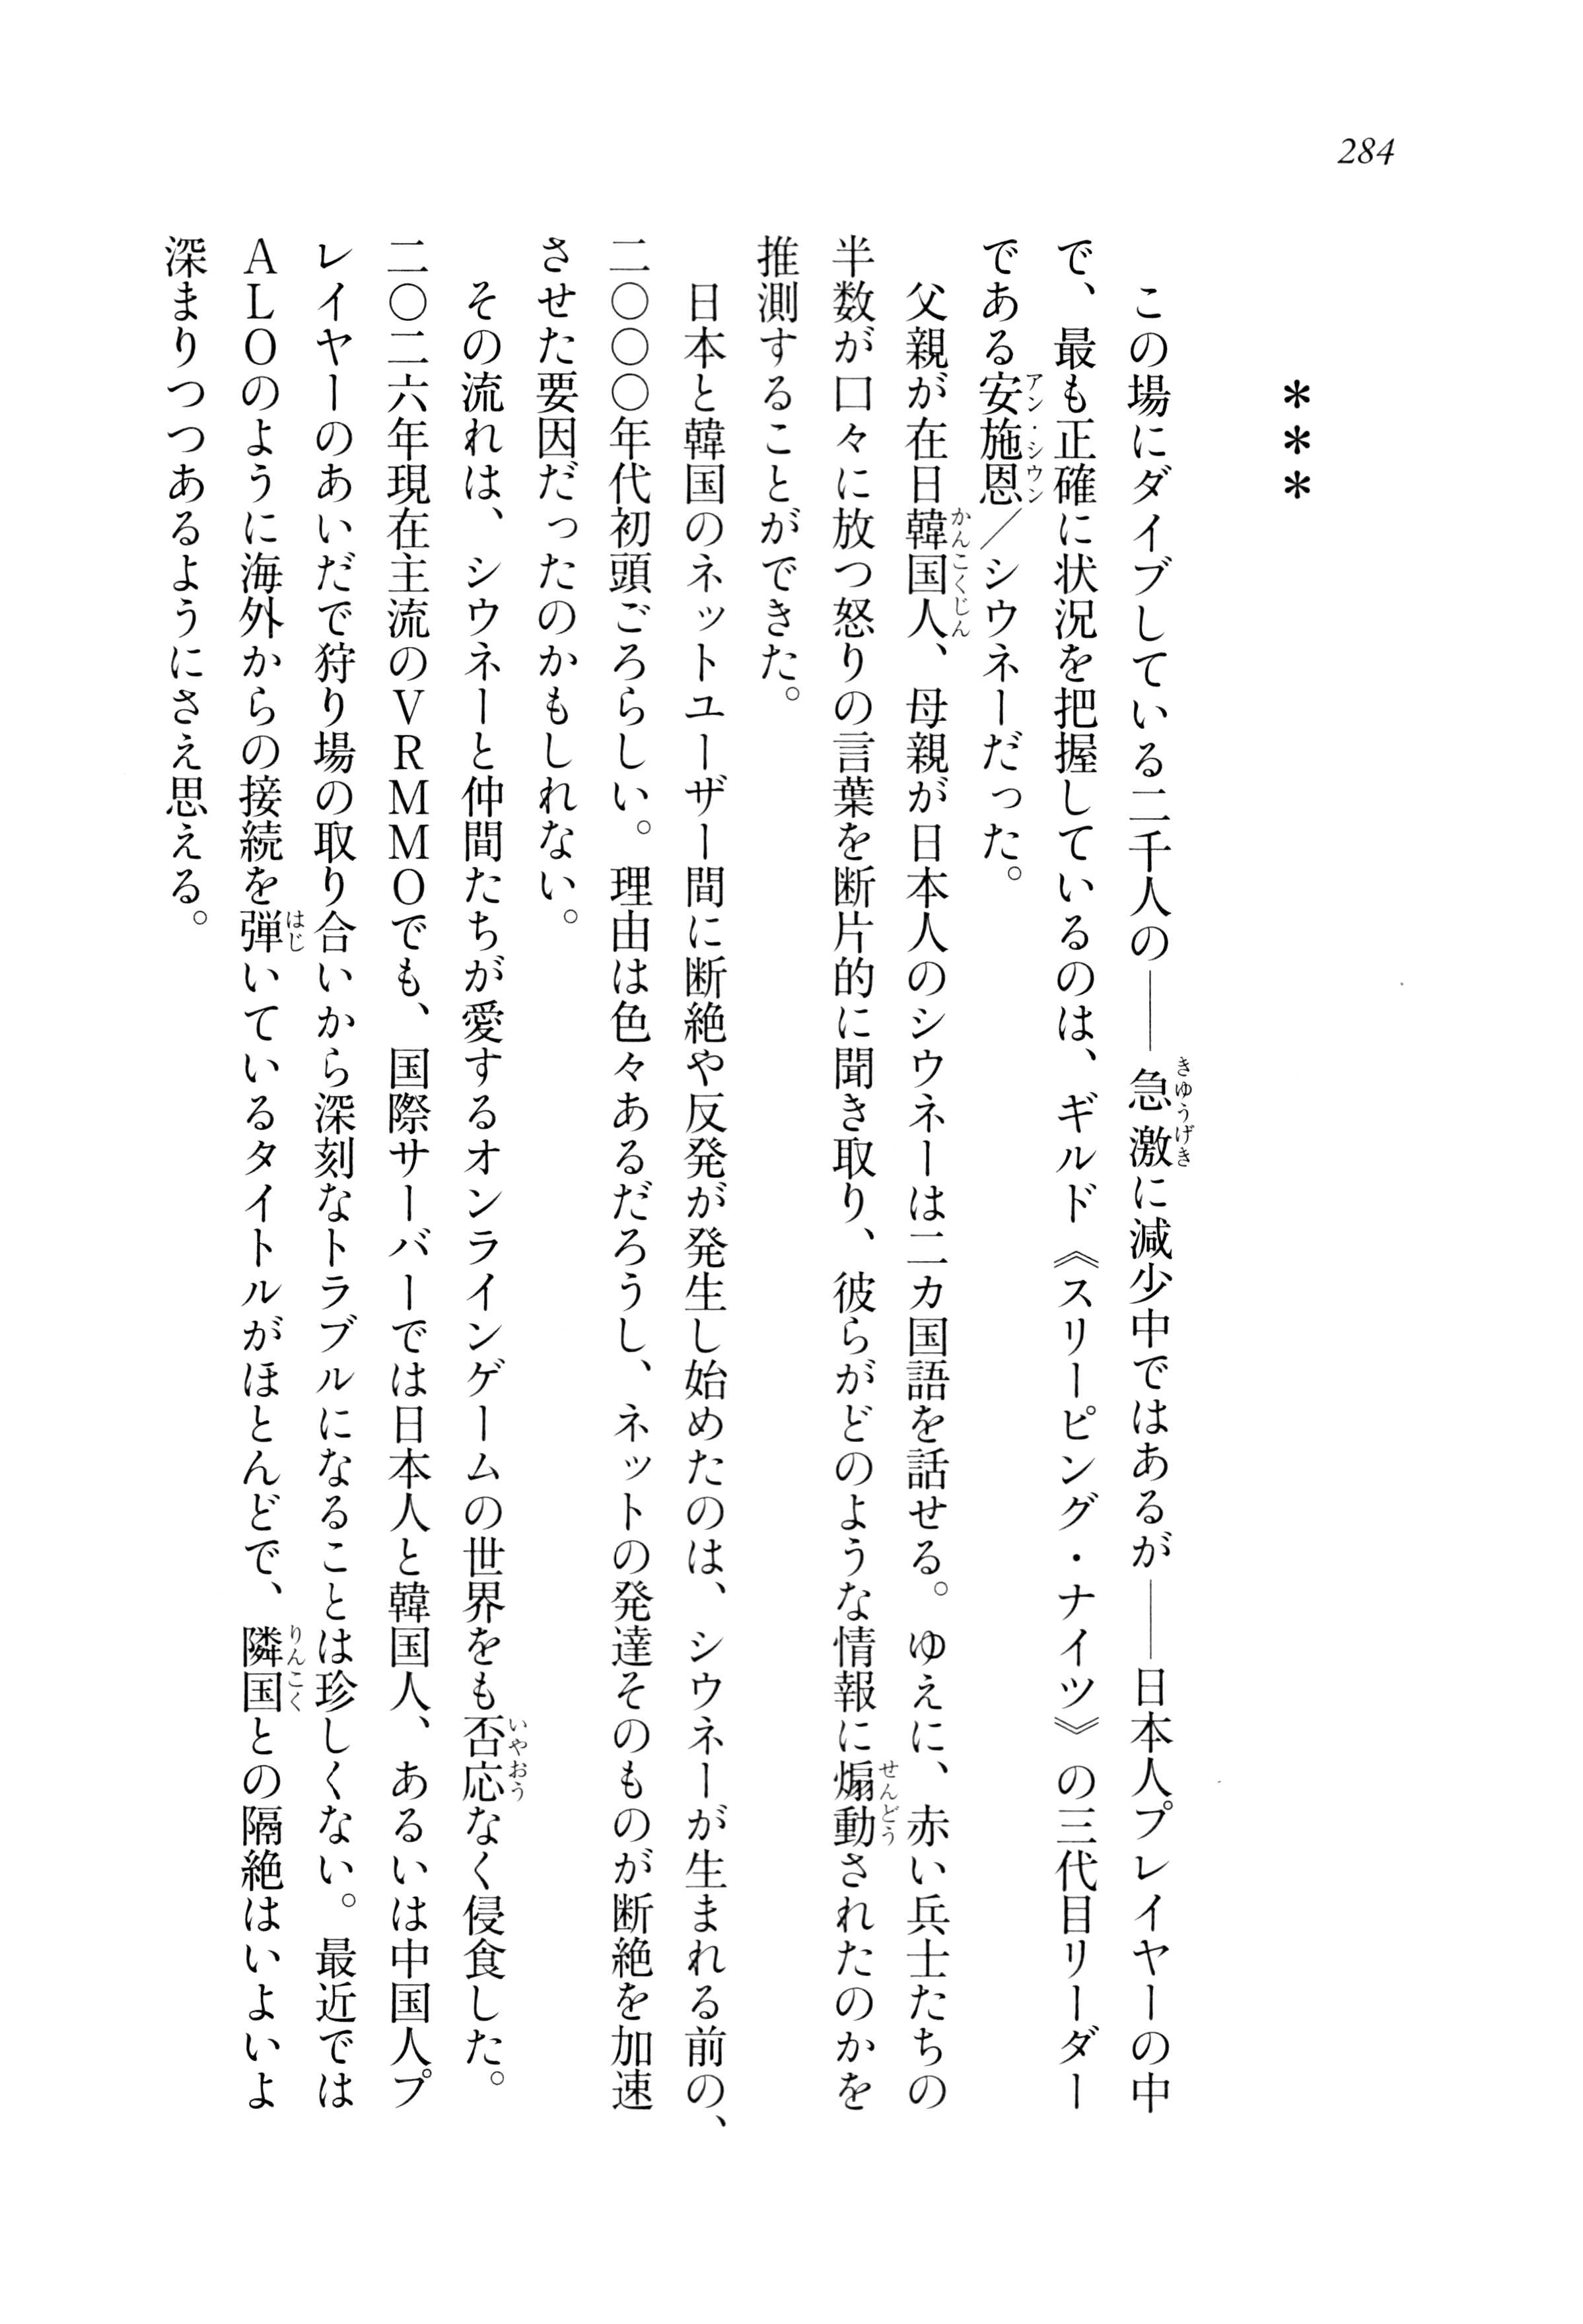 284
＊＊＊
この場にダイブしている二千人の――急激に減少中ではあるが――日本人プレイヤーの中
で、最も正確に状況を把握しているのは、ギルド《スリーピング・ナイツ》の三代目リーダー
である安施恩／シウネーだった。
父親が在日韓国人、母親が日本人のシウネーは二カ国語を話せる。ゆえに、赤い兵士たちの
半数が口々に放つ怒りの言葉を断片的に聞き取り、彼らがどのような情報に煽動されたのかを
推測することができた。
日本と韓国のネットユーザー間に断絶や反発が発生し始めたのは、シウネーが生まれる前の、
二〇〇〇年代初頭ごろらしい。理由は色々あるだろうし、ネットの発達そのものが断絶を加速
させた要因だったのかもしれない。
その流れは、シウネーと仲間たちが愛するオンラインゲームの世界をも否応なく侵食した。
二〇二六年現在主流のＶＲＭＭＯでも、国際サーバーでは日本人と韓国人、あるいは中国人プ
レイヤーのあいだで狩り場の取り合いから深刻なトラブルになることは珍しくない。最近では
ＡＬＯのように海外からの接続を弾いているタイトルがほとんどで、隣国との隔絶はいよいよ
深まりつつあるようにさえ思える。